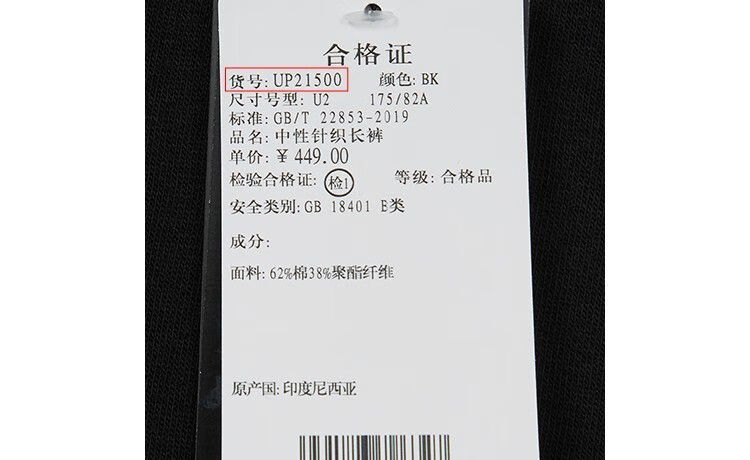 合格证
货号: UP21500 颜色: BK
尺寸号型: U2 175/82A
标准: GB/T 22853-2019
品名: 中性针织长裤
单价: ￥ 449.00
检验合格证: 检1 等级: 合格品
安全类别: GB 18401 B类
成分:
面料: 62%棉38%聚酯纤维
原产国: 印度尼西亚